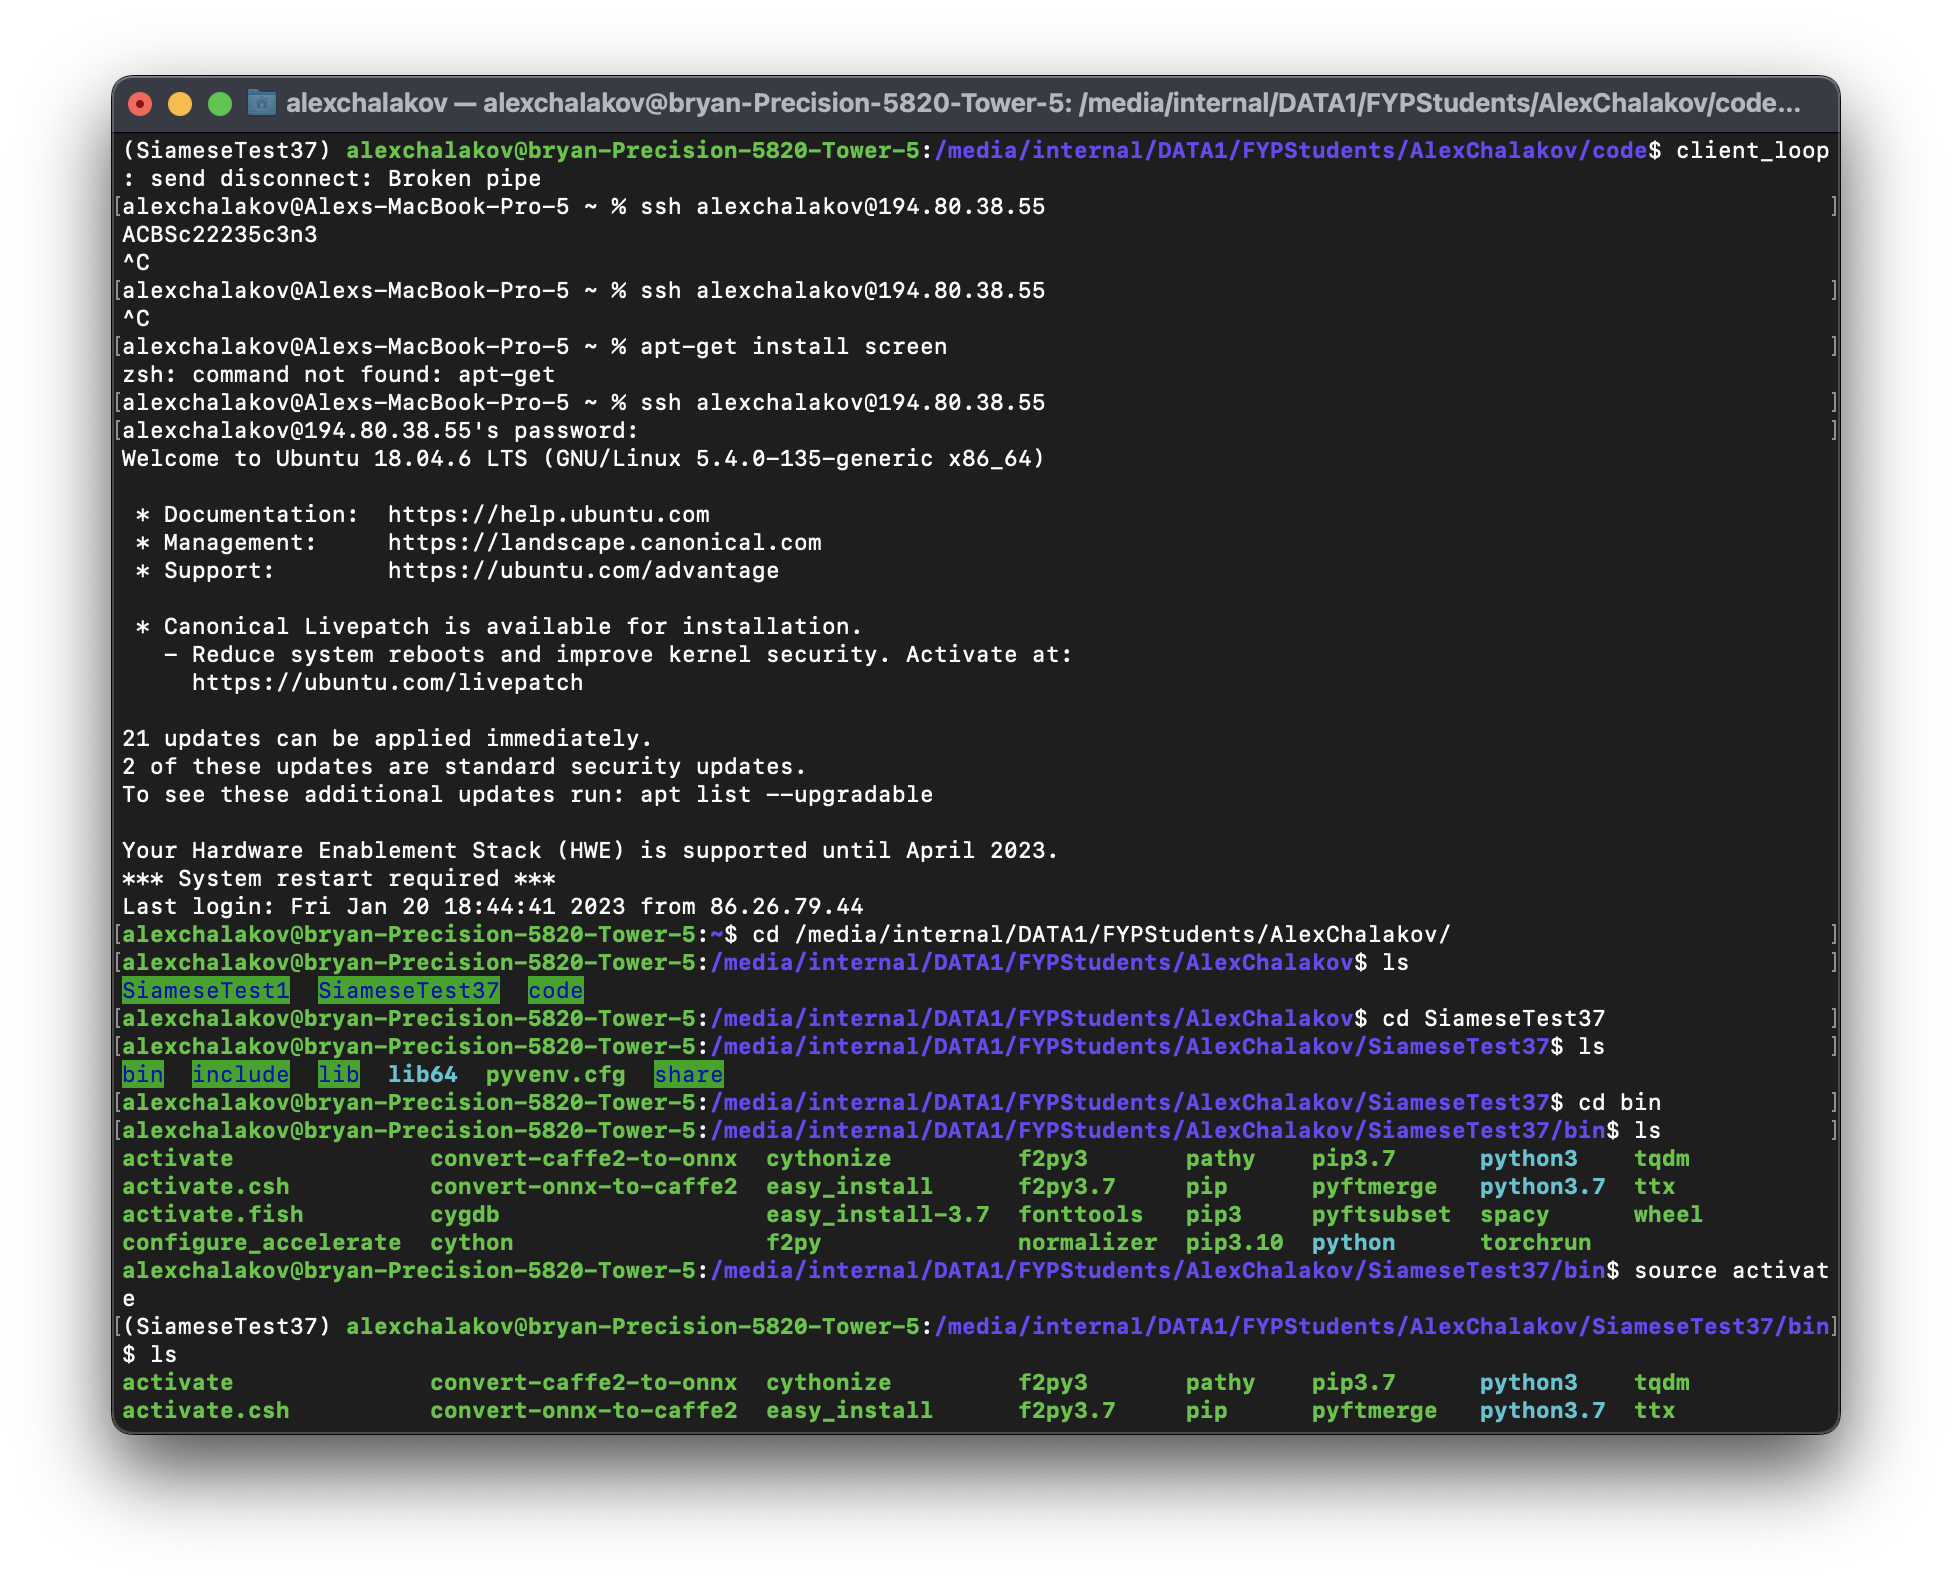 alexchalakov — alexchalakov@bryan-Precision-5820-Tower-5: /media/internal/DATA1/FYPStudents/AlexChalakov/code...
(SiameseTest37) alexchalakov@bryan-Precision-5820-Tower-5:/media/internal/DATA1/FYPStudents/AlexChalakov/code$ client_loop
: send disconnect: Broken pipe
[alexchalakov@Alexs-MacBook-Pro-5 ~ % ssh alexchalakov@194.80.38.55 ]
ACBSc22235c3n3
^C
[alexchalakov@Alexs-MacBook-Pro-5 ~ % ssh alexchalakov@194.80.38.55 ]
^C
[alexchalakov@Alexs-MacBook-Pro-5 ~ % apt-get install screen ]
zsh: command not found: apt-get
[alexchalakov@Alexs-MacBook-Pro-5 ~ % ssh alexchalakov@194.80.38.55 ]
[alexchalakov@194.80.38.55's password: ]
Welcome to Ubuntu 18.04.6 LTS (GNU/Linux 5.4.0-135-generic x86_64)
* Documentation:  https://help.ubuntu.com
* Management:     https://landscape.canonical.com
* Support:        https://ubuntu.com/advantage
* Canonical Livepatch is available for installation.
- Reduce system reboots and improve kernel security. Activate at:
https://ubuntu.com/livepatch
21 updates can be applied immediately.
2 of these updates are standard security updates.
To see these additional updates run: apt list --upgradable
Your Hardware Enablement Stack (HWE) is supported until April 2023.
*** System restart required ***
Last login: Fri Jan 20 18:44:41 2023 from 86.26.79.44
[alexchalakov@bryan-Precision-5820-Tower-5:~$ cd /media/internal/DATA1/FYPStudents/AlexChalakov/ ]
[alexchalakov@bryan-Precision-5820-Tower-5:/media/internal/DATA1/FYPStudents/AlexChalakov$ ls ]
SiameseTest1  SiameseTest37  code
[alexchalakov@bryan-Precision-5820-Tower-5:/media/internal/DATA1/FYPStudents/AlexChalakov$ cd SiameseTest37 ]
[alexchalakov@bryan-Precision-5820-Tower-5:/media/internal/DATA1/FYPStudents/AlexChalakov/SiameseTest37$ ls ]
bin  include  lib  lib64  pyvenv.cfg  share
[alexchalakov@bryan-Precision-5820-Tower-5:/media/internal/DATA1/FYPStudents/AlexChalakov/SiameseTest37$ cd bin ]
[alexchalakov@bryan-Precision-5820-Tower-5:/media/internal/DATA1/FYPStudents/AlexChalakov/SiameseTest37/bin$ ls ]
activate              convert-caffe2-to-onnx  cythonize         f2py3       pathy    pip3.7      python3    tqdm
activate.csh          convert-onnx-to-caffe2  easy_install      f2py3.7     pip      pyftmerge   python3.7  ttx
activate.fish         cygdb                   easy_install-3.7  fonttools   pip3     pyftsubset  spacy      wheel
configure_accelerate  cython                  f2py              normalizer  pip3.10  python      torchrun
alexchalakov@bryan-Precision-5820-Tower-5:/media/internal/DATA1/FYPStudents/AlexChalakov/SiameseTest37/bin$ source activat
e
[(SiameseTest37) alexchalakov@bryan-Precision-5820-Tower-5:/media/internal/DATA1/FYPStudents/AlexChalakov/SiameseTest37/bin]
$ ls
activate              convert-caffe2-to-onnx  cythonize         f2py3       pathy    pip3.7      python3    tqdm
activate.csh          convert-onnx-to-caffe2  easy_install      f2py3.7     pip      pyftmerge   python3.7  ttx